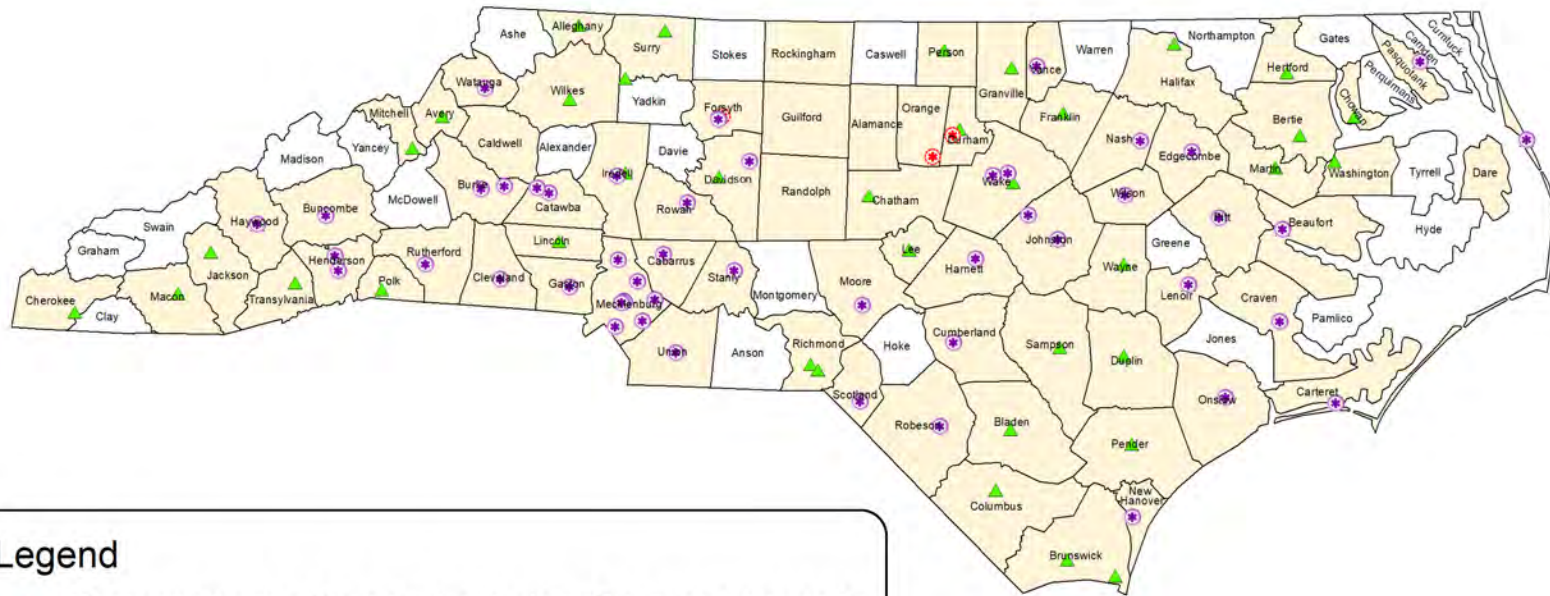 Ashe
Alleghany
Surry
Stokes
Rockingham
Caswell
Person
Granville
Vance
Warren
Northampton
Halifax
Hertford
Gates
Currituck
Camden
Pasquotank
Perquimans
Chowan
Bertie
Watauga
Wilkes
Yadkin
Forsyth
Guilford
Alamance
Orange
Durham
Franklin
Nash
Edgecombe
Martin
Washington
Tyrrell
Dare
Mitchell
Avery
Yancey
Caldwell
Alexander
Iredell
Davie
Davidson
Randolph
Chatham
Wake
Wilson
Pitt
Beaufort
Hyde
Madison
McDowell
Burke
Catawba
Rowan
Buncombe
Haywood
Swain
Graham
Jackson
Henderson
Rutherford
Lincoln
Cleveland
Gaston
Cabarrus
Stanly
Montgomery
Moore
Lee
Harnett
Johnston
Wayne
Greene
Lenoir
Craven
Pamlico
Cherokee
Clay
Macon
Transylvania
Polk
Mecklenburg
Union
Anson
Richmond
Hoke
Cumberland
Sampson
Duplin
Jones
Scotland
Onslow
Carteret
Robeson
Bladen
Pender
Columbus
New
Hanover
Brunswick
Legend